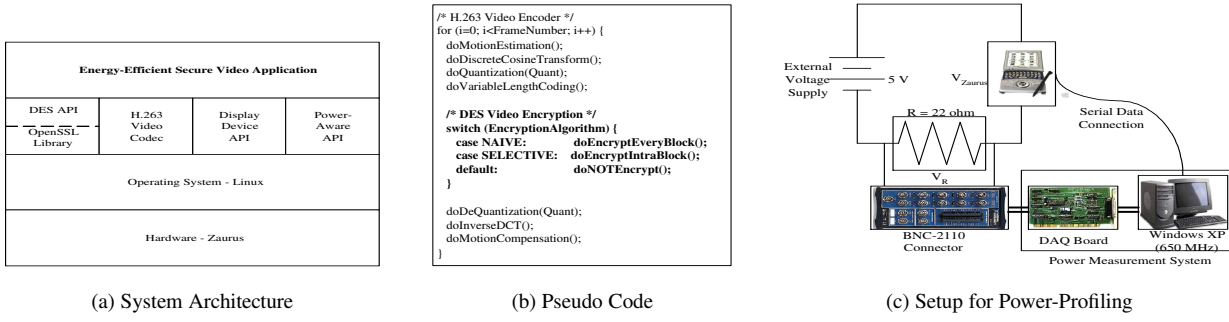 Energy-Efficient Secure Video Application
DES API
OpenSSL
Library
H.263
Video
Codec
Display
Device
API
Power-
Aware
API
Operating System - Linux
Hardware - Zaurus
(a) System Architecture
/* H.263 Video Encoder */
for (i=0; i<FrameNumber; i++) {
doMotionEstimation();
doDiscreteCosineTransform();
doQuantization(Quant);
doVariableLengthCoding();
/* DES Video Encryption */
switch (EncryptionAlgorithm) {
case NAIVE: doEncryptEveryBlock();
case SELECTIVE: doEncryptIntraBlock();
default: doNOTEncrypt();
}
doDeQuantization(Quant);
doInverseDCT();
doMotionCompensation();
}
(b) Pseudo Code
External
Voltage
Supply
5 V
V Zaurus
R = 22 ohm
Serial Data
Connection
V R
BNC-2110
Connector
DAQ Board
Windows XP
(650 MHz)
Power Measurement System
(c) Setup for Power-Profiling